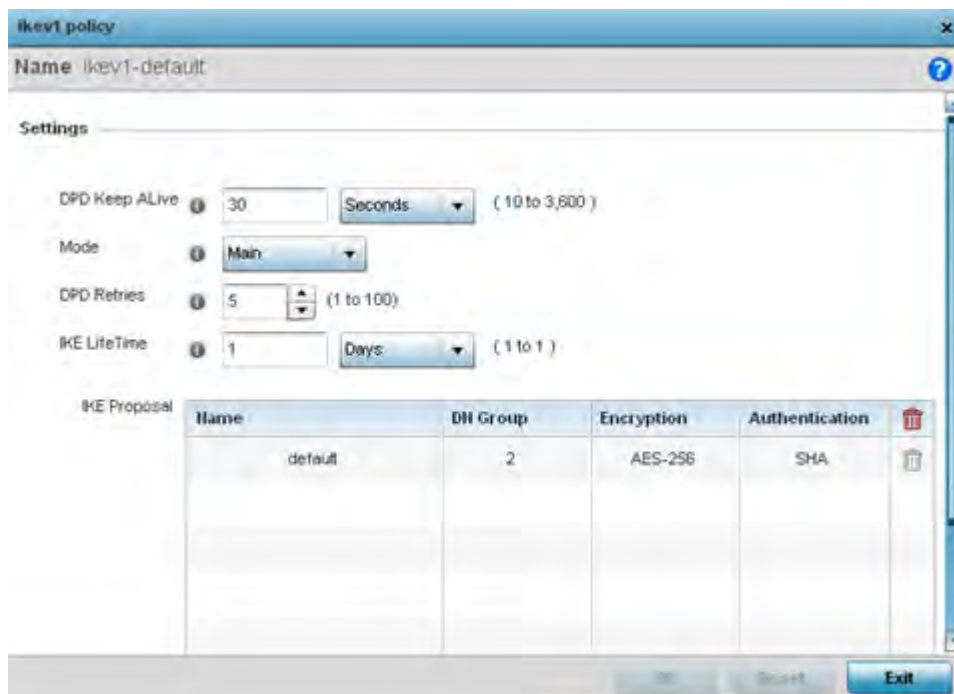 ikev1 policy ×
Name ikev1-default
Settings
DPD Keep ALive 30 Seconds ( 10 to 3,600 )
Mode Main
DPD Retries 5 (1 to 100)
IKE LifeTime 1 Days ( 1 to 1 )
IKE Proposal
Name DH Group Encryption Authentication
default 2 AES-256 SHA
Exit